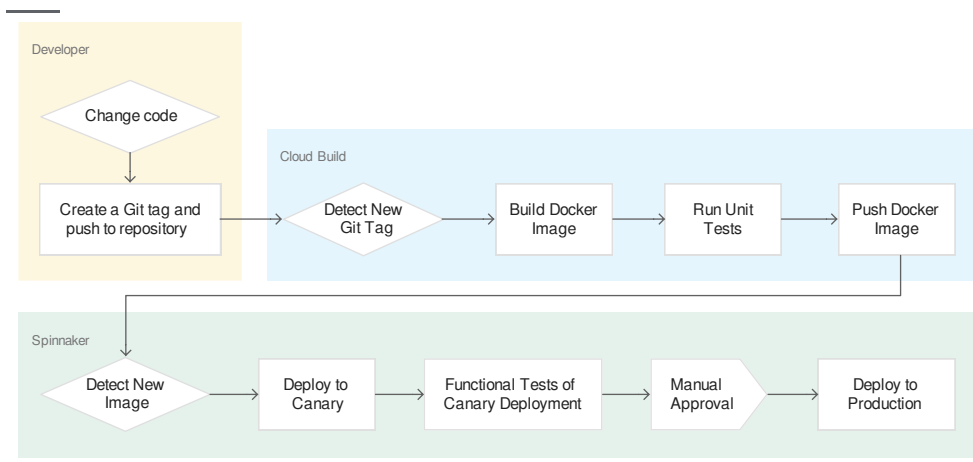 Developer
Change code
Create a Git tag and
push to repository
Cloud Build
Detect New
Git Tag
Build Docker
Image
Run Unit
Tests
Push Docker
Image
Spinnaker
Detect New
Image
Deploy to
Canary
Functional Tests of
Canary Deployment
Manual
Approval
Deploy to
Production